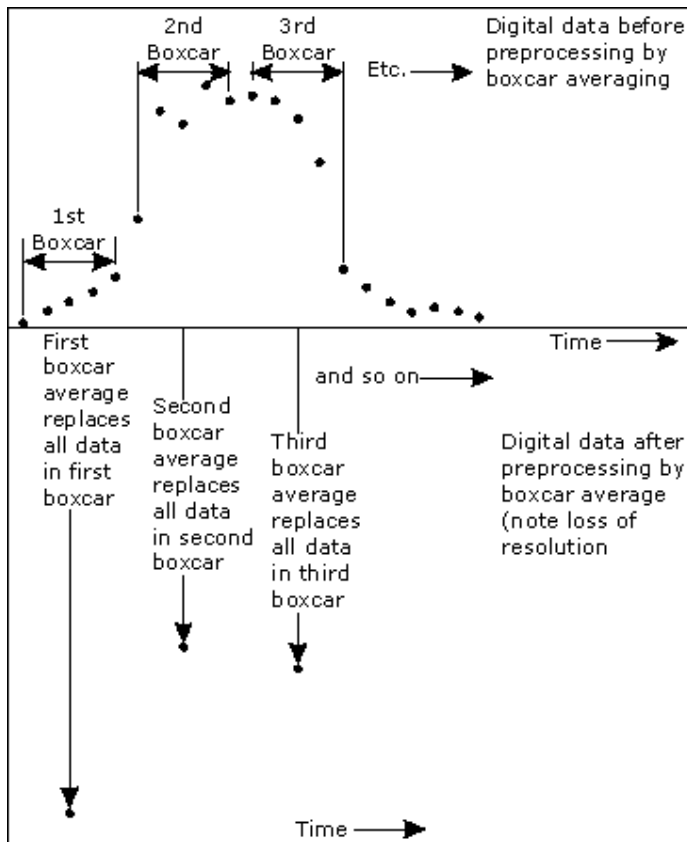 2nd
Boxcar
3rd
Boxcar
Etc.
Digital data before
preprocessing by
boxcar averaging
1st
Boxcar
Time
First
boxcar
average
replaces
all data
in first
boxcar
Second
boxcar
average
replaces
all data
in second
boxcar
Third
boxcar
average
replaces
all data
in third
boxcar
and so on
Digital data after
preprocessing by
boxcar average
(note loss of
resolution
Time